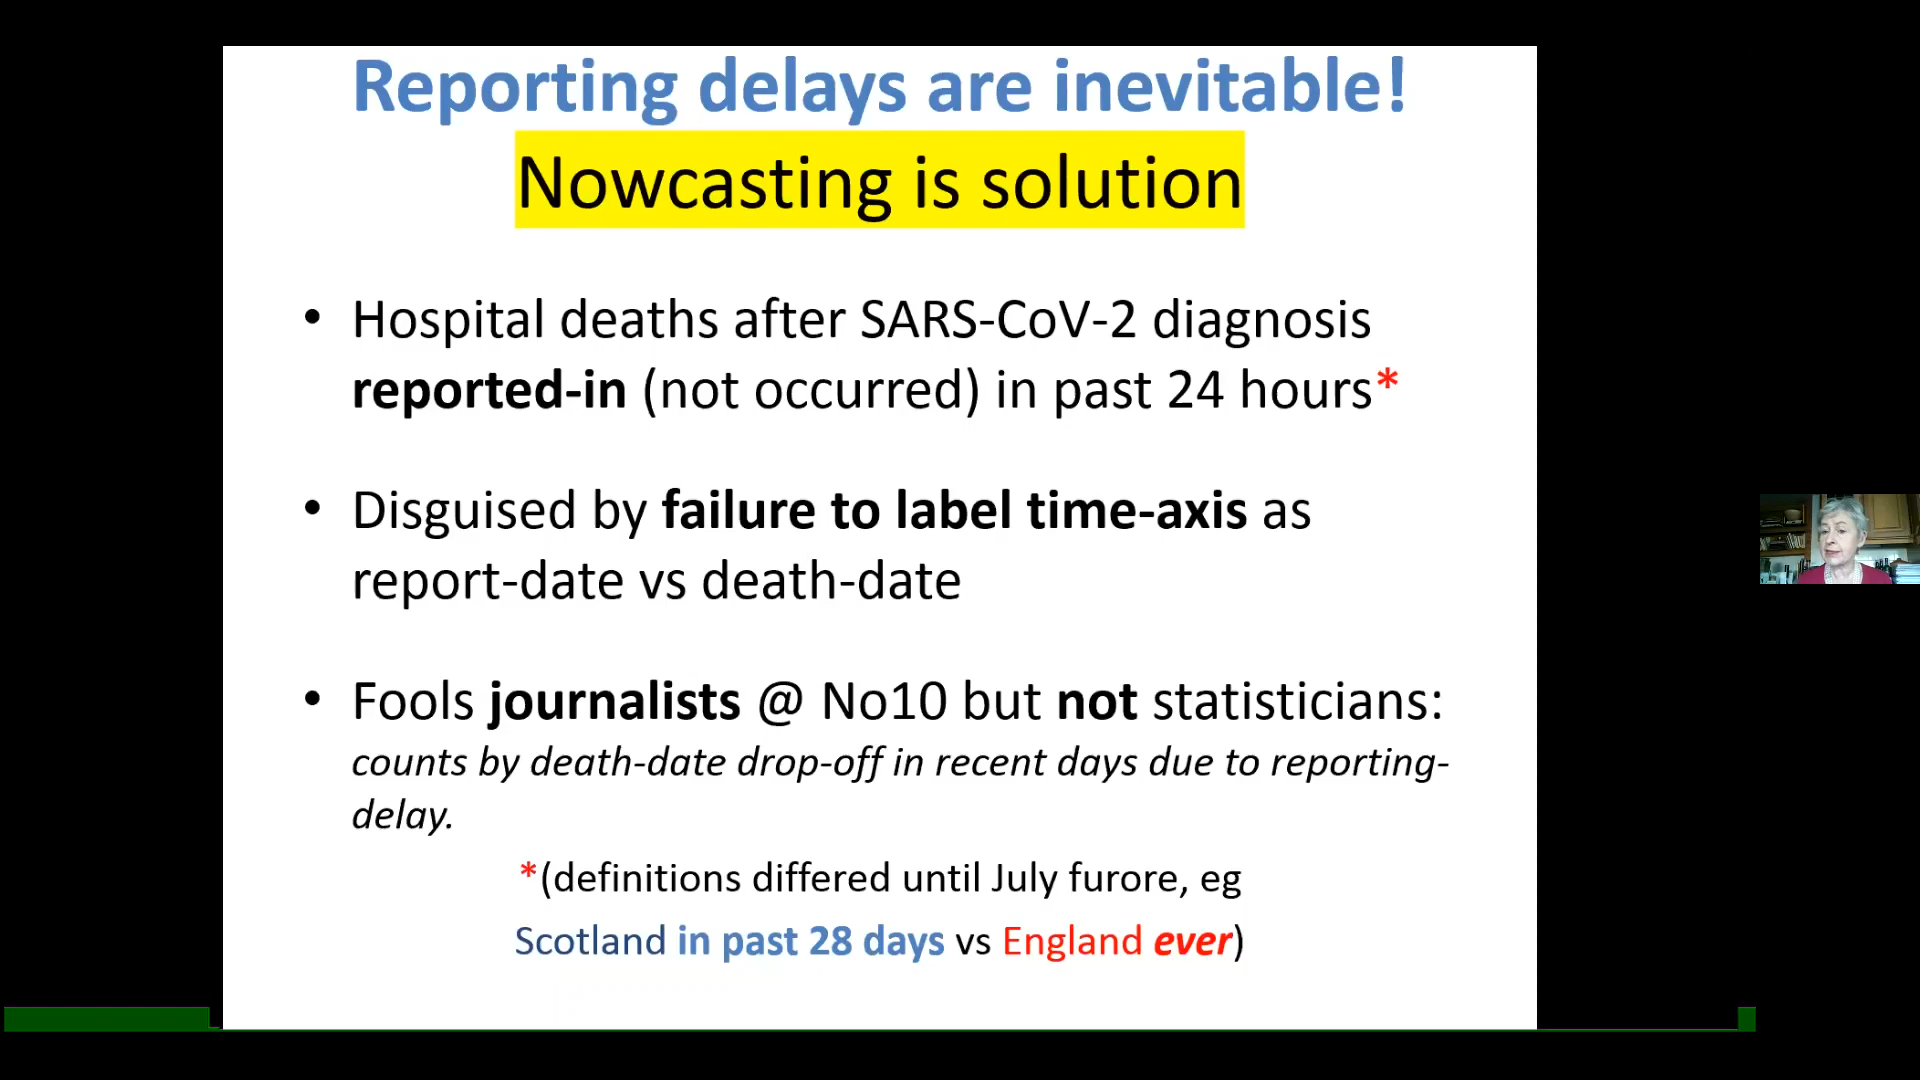 Reporting delays are inevitable!
Nowcasting is solution
• Hospital deaths after SARS-CoV-2 diagnosis
reported-in (not occurred) in past 24 hours*
• Disguised by failure to label time-axis as
report-date vs death-date
• Fools journalists @ No10 but not statisticians:
counts by death-date drop-off in recent days due to reporting-
delay.
*(definitions differed until July furore, eg
Scotland in past 28 days vs England ever)